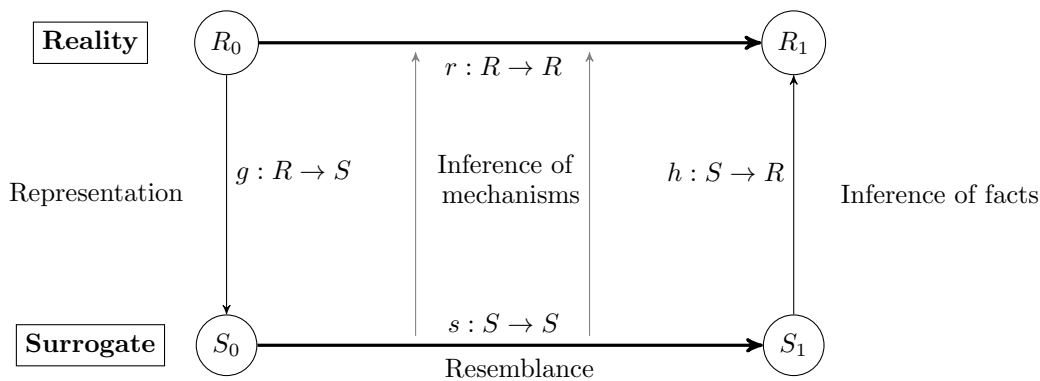 Reality
R₀
R₁
r : R → R
g : R → S
Inference of
mechanisms
h : S → R
Representation
Inference of facts
s : S → S
Surrogate
S₀
S₁
Resemblance